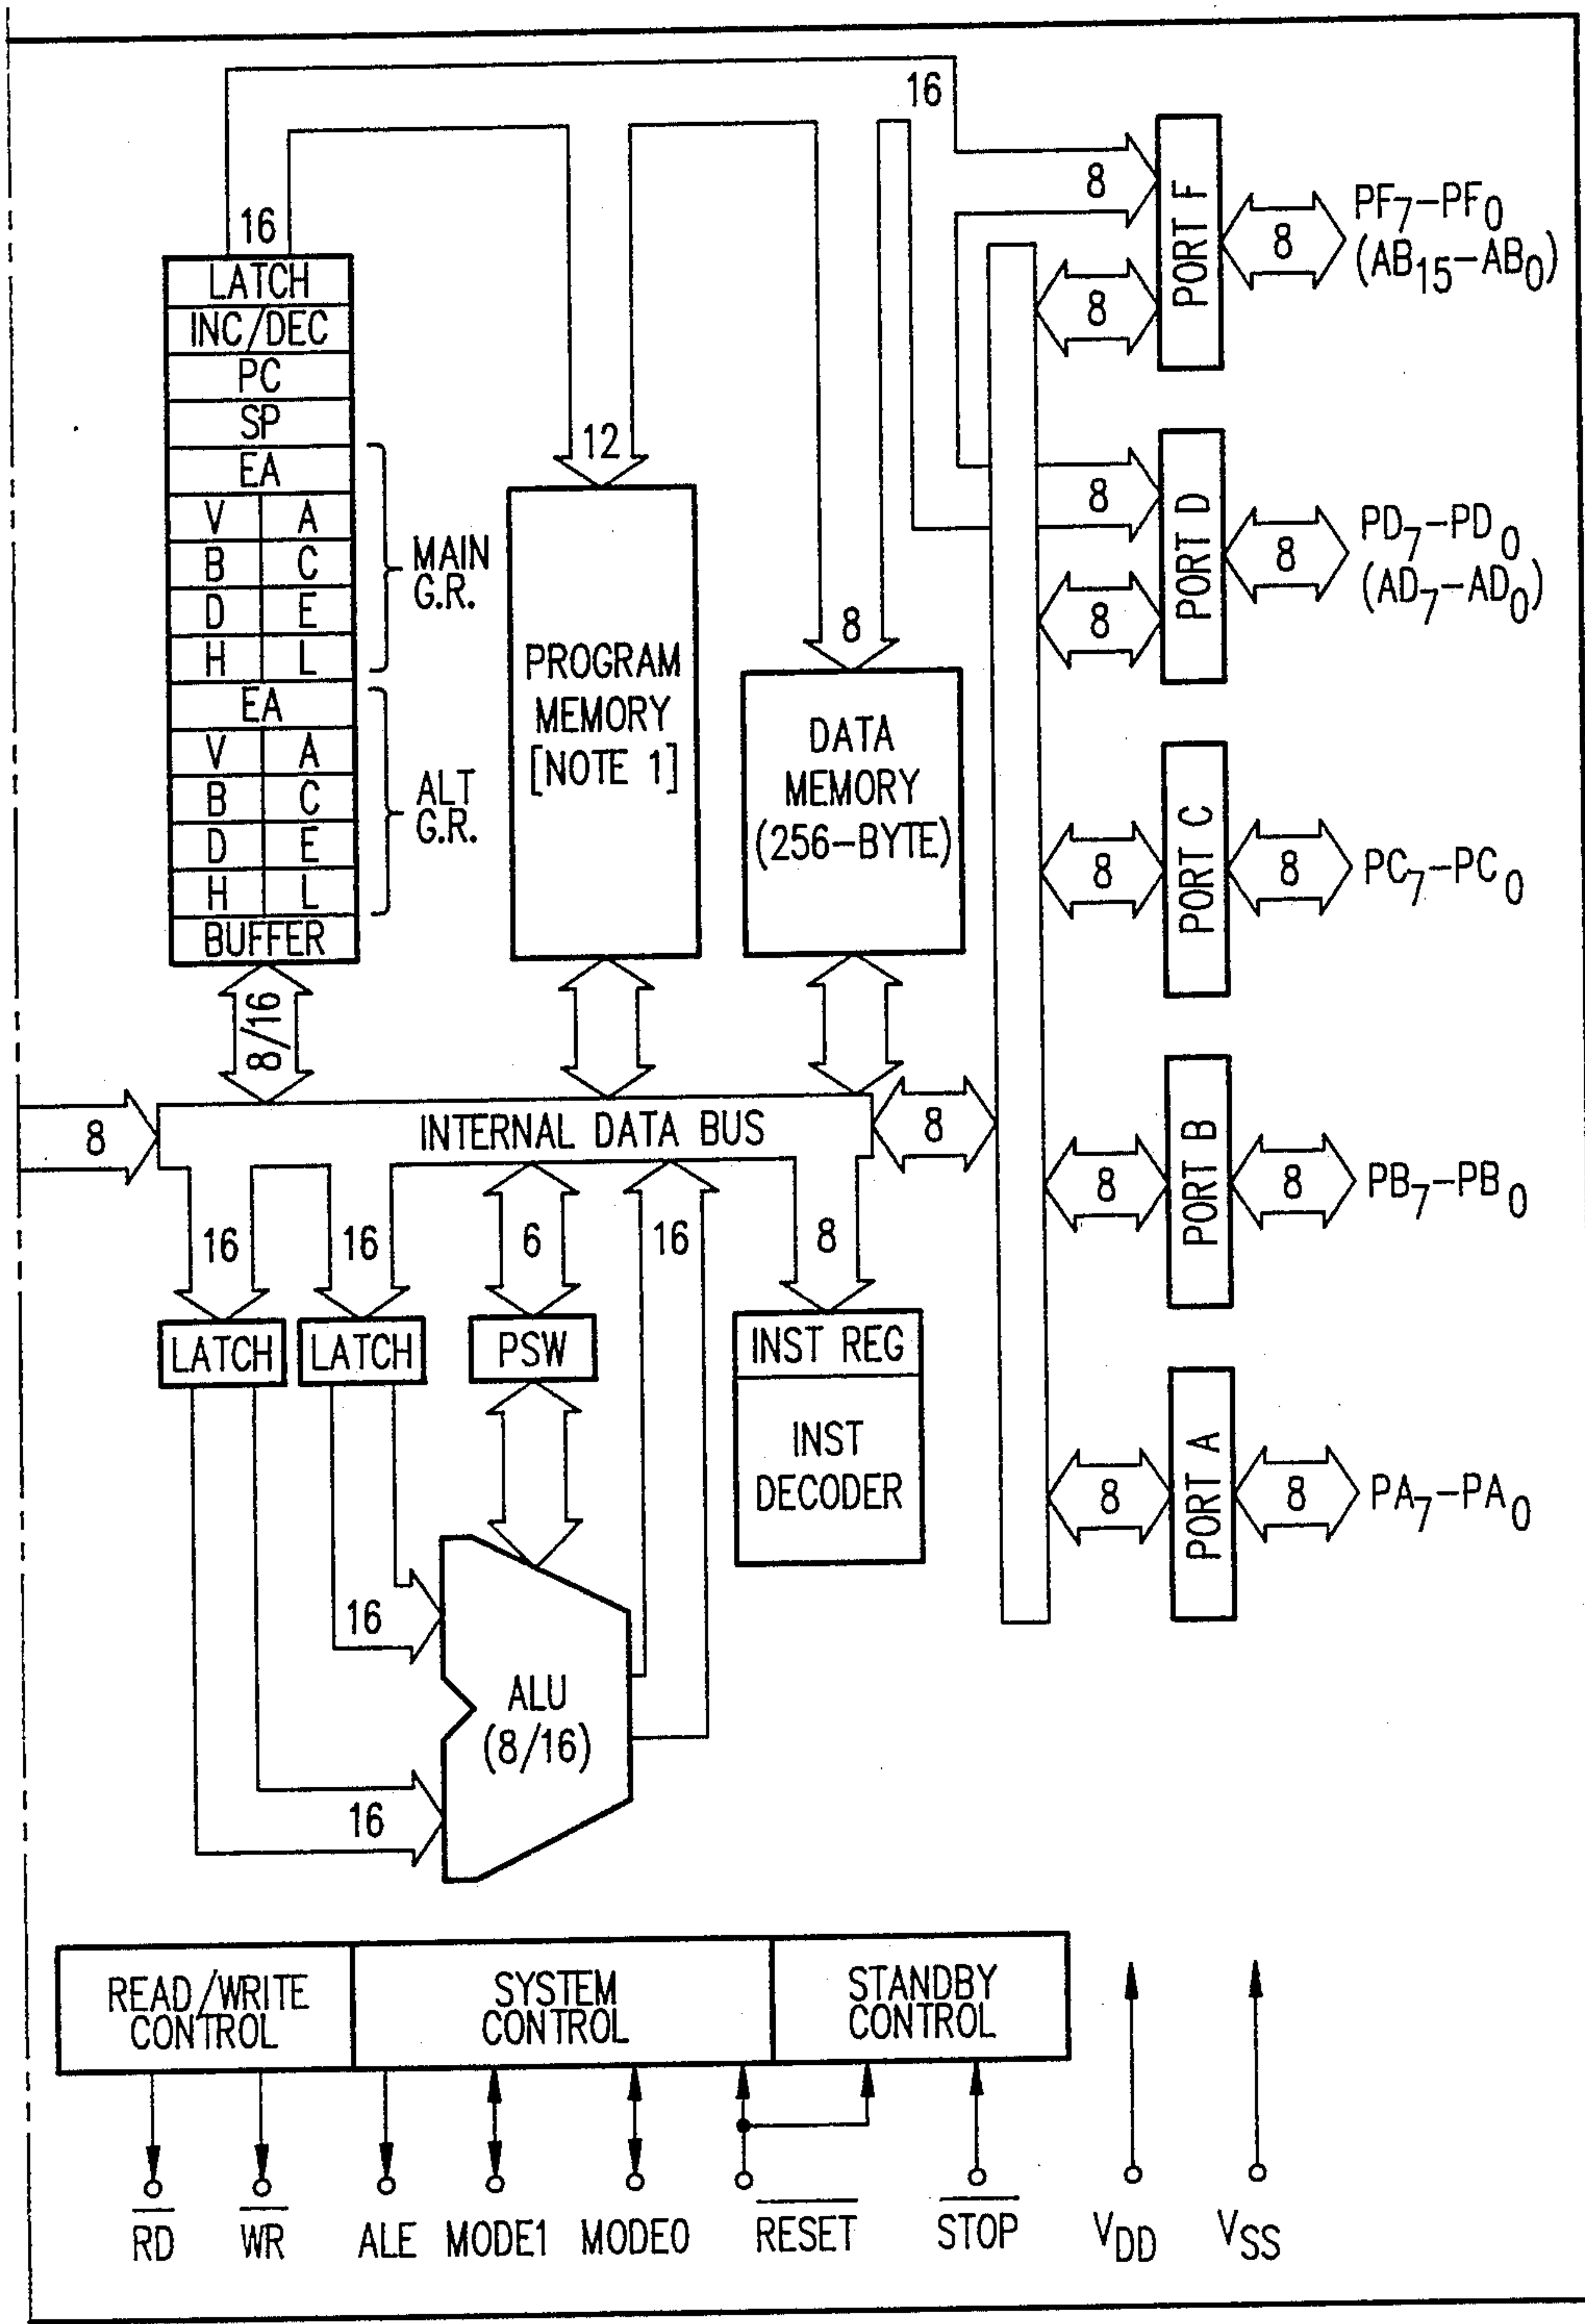 16
16
LATCH
INC/DEC
PC
SP
EA
V A
B C
D E
H L
MAIN
G.R.
EA
V A
B C
D E
H L
ALT
G.R.
BUFFER
8/16
12
PROGRAM
MEMORY
[NOTE 1]
8
DATA
MEMORY
(256-BYTE)
8
8
PORT F
8
PF7-PF0
(AB15-AB0)
8
8
PORT D
8
PD7-PD0
(AD7-AD0)
8
PORT C
8
PC7-PC0
8
PORT B
8
PB7-PB0
8
PORT A
8
PA7-PA0
8
INTERNAL DATA BUS
8
16
16
6
16
8
LATCH
LATCH
PSW
INST REG
INST
DECODER
16
16
ALU
(8/16)
READ/WRITE
CONTROL
SYSTEM
CONTROL
STANDBY
CONTROL
RD
WR
ALE
MODE1
MODE0
RESET
STOP
VDD
VSS